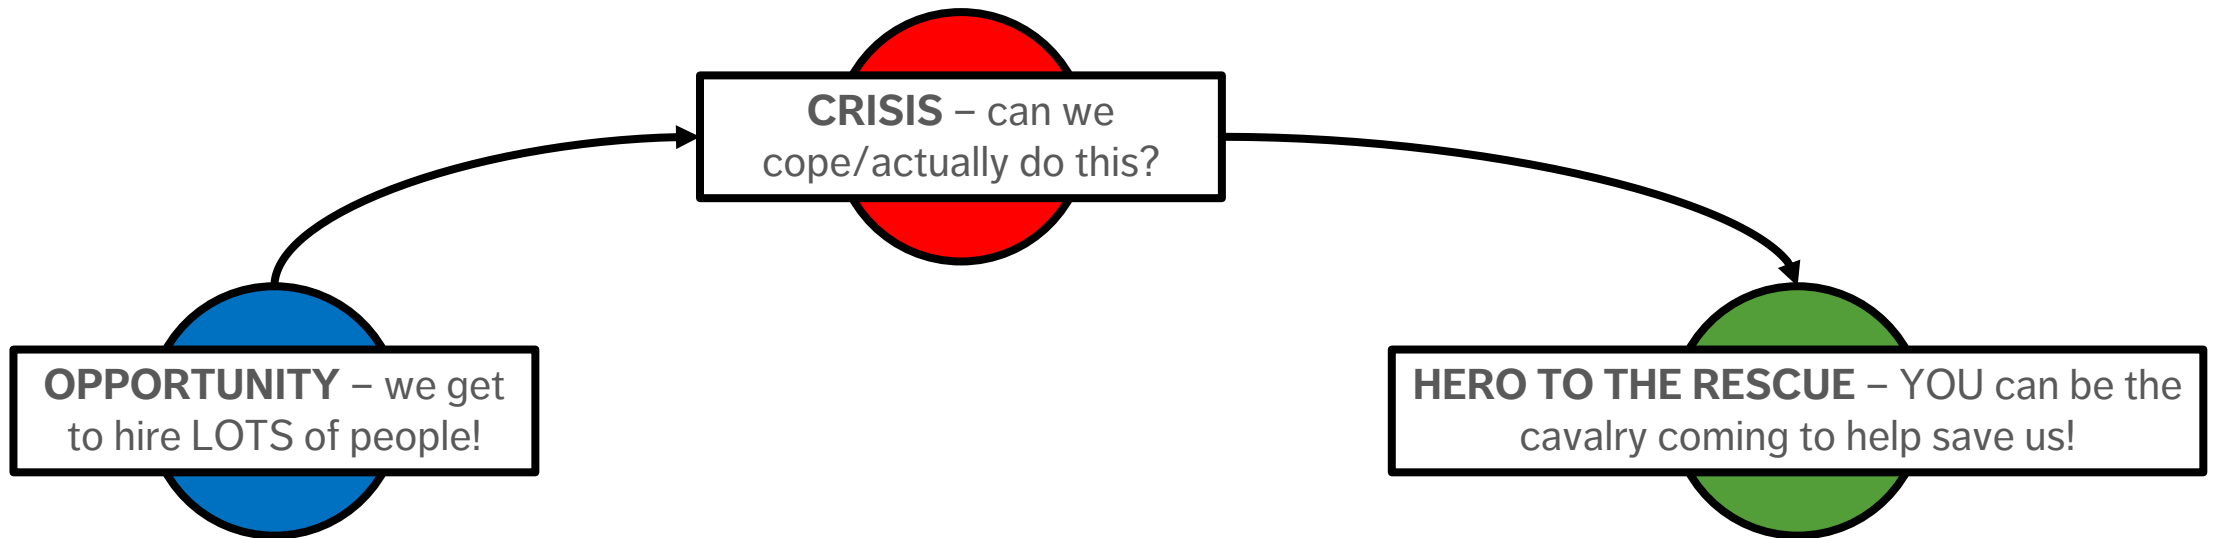 CRISIS – can we
cope/actually do this?
OPPORTUNITY – we get
to hire LOTS of people!
HERO TO THE RESCUE – YOU can be the
cavalry coming to help save us!